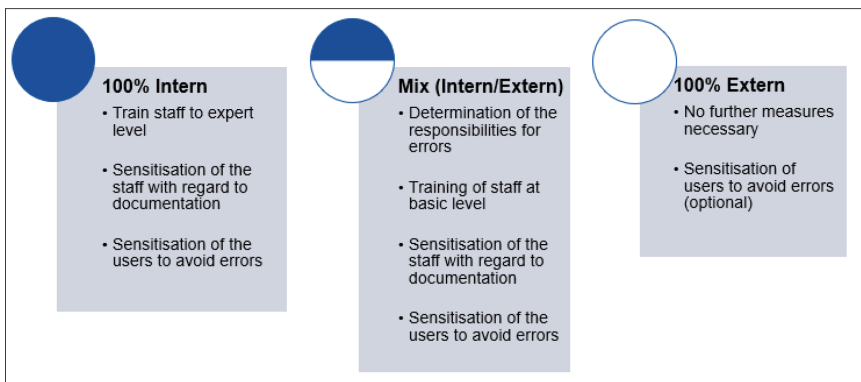 100% Intern
• Train staff to expert
level
• Sensitisation of the
staff with regard to
documentation
• Sensitisation of the
users to avoid errors
Mix (Intern/Extern)
• Determination of the
responsibilities for
errors
• Training of staff at
basic level
• Sensitisation of the
staff with regard to
documentation
• Sensitisation of the
users to avoid errors
100% Extern
• No further measures
necessary
• Sensitisation of
users to avoid errors
(optional)